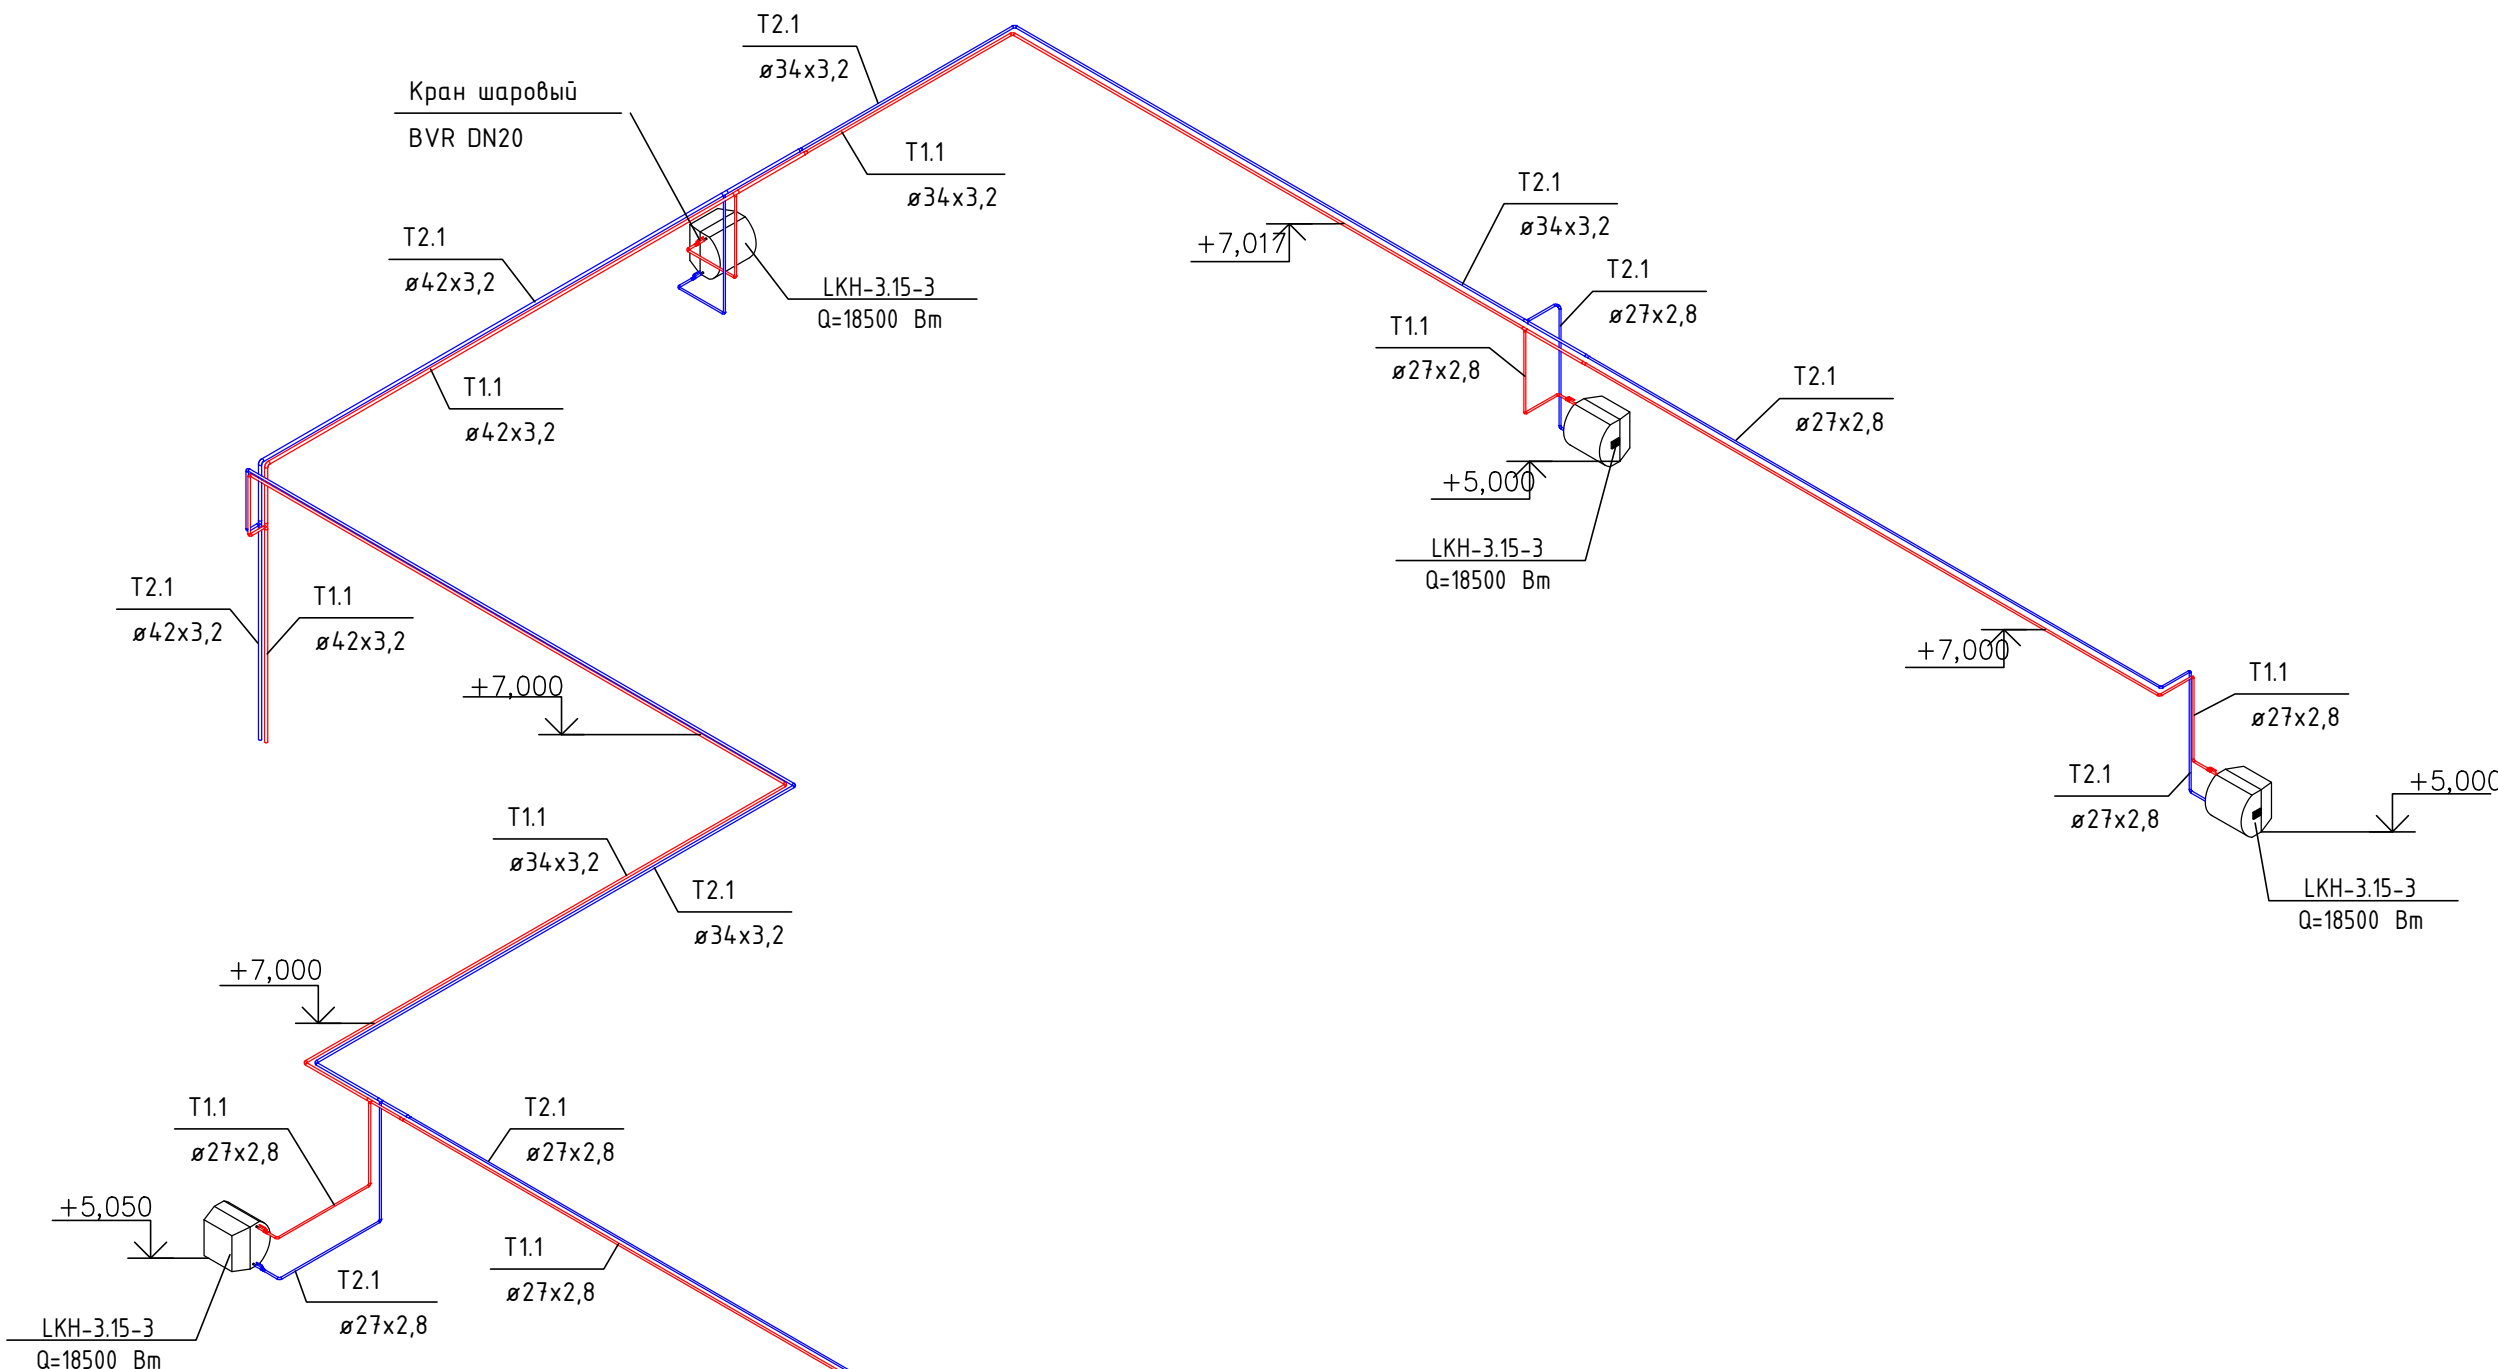 T2.1
ø34x3,2
Кран шаровый
BVR DN20
T1.1
ø34x3,2
T2.1
ø42x3,2
LKH-3.15-3
Q=18500 Вт
T1.1
ø42x3,2
T2.1
ø34x3,2
+7,017
T2.1
ø27x2,8
T1.1
ø27x2,8
T2.1
ø27x2,8
+5,000
LKH-3.15-3
Q=18500 Вт
T2.1
ø42x3,2
T1.1
ø42x3,2
+7,000
+7,000
T1.1
ø27x2,8
T2.1
ø27x2,8
+5,000
LKH-3.15-3
Q=18500 Вт
T1.1
ø34x3,2
T2.1
ø34x3,2
+7,000
T1.1
ø27x2,8
T2.1
ø27x2,8
+5,050
T1.1
ø27x2,8
T2.1
ø27x2,8
LKH-3.15-3
Q=18500 Вт